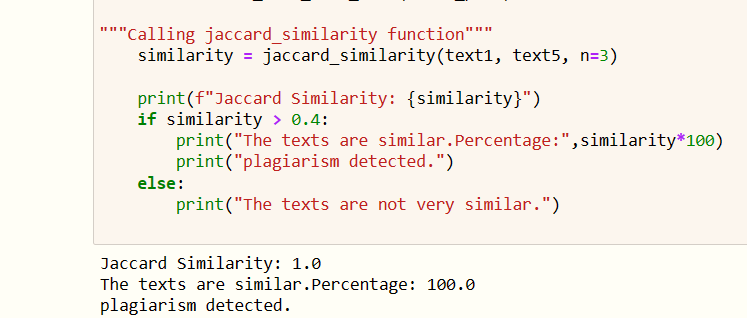 """Calling jaccard_similarity function"""
similarity = jaccard_similarity(text1, text5, n=3)
print(f"Jaccard Similarity: {similarity}")
if similarity > 0.4:
print("The texts are similar.Percentage:",similarity*100)
print("plagiarism detected.")
else:
print("The texts are not very similar.")
Jaccard Similarity: 1.0
The texts are similar.Percentage: 100.0
plagiarism detected.